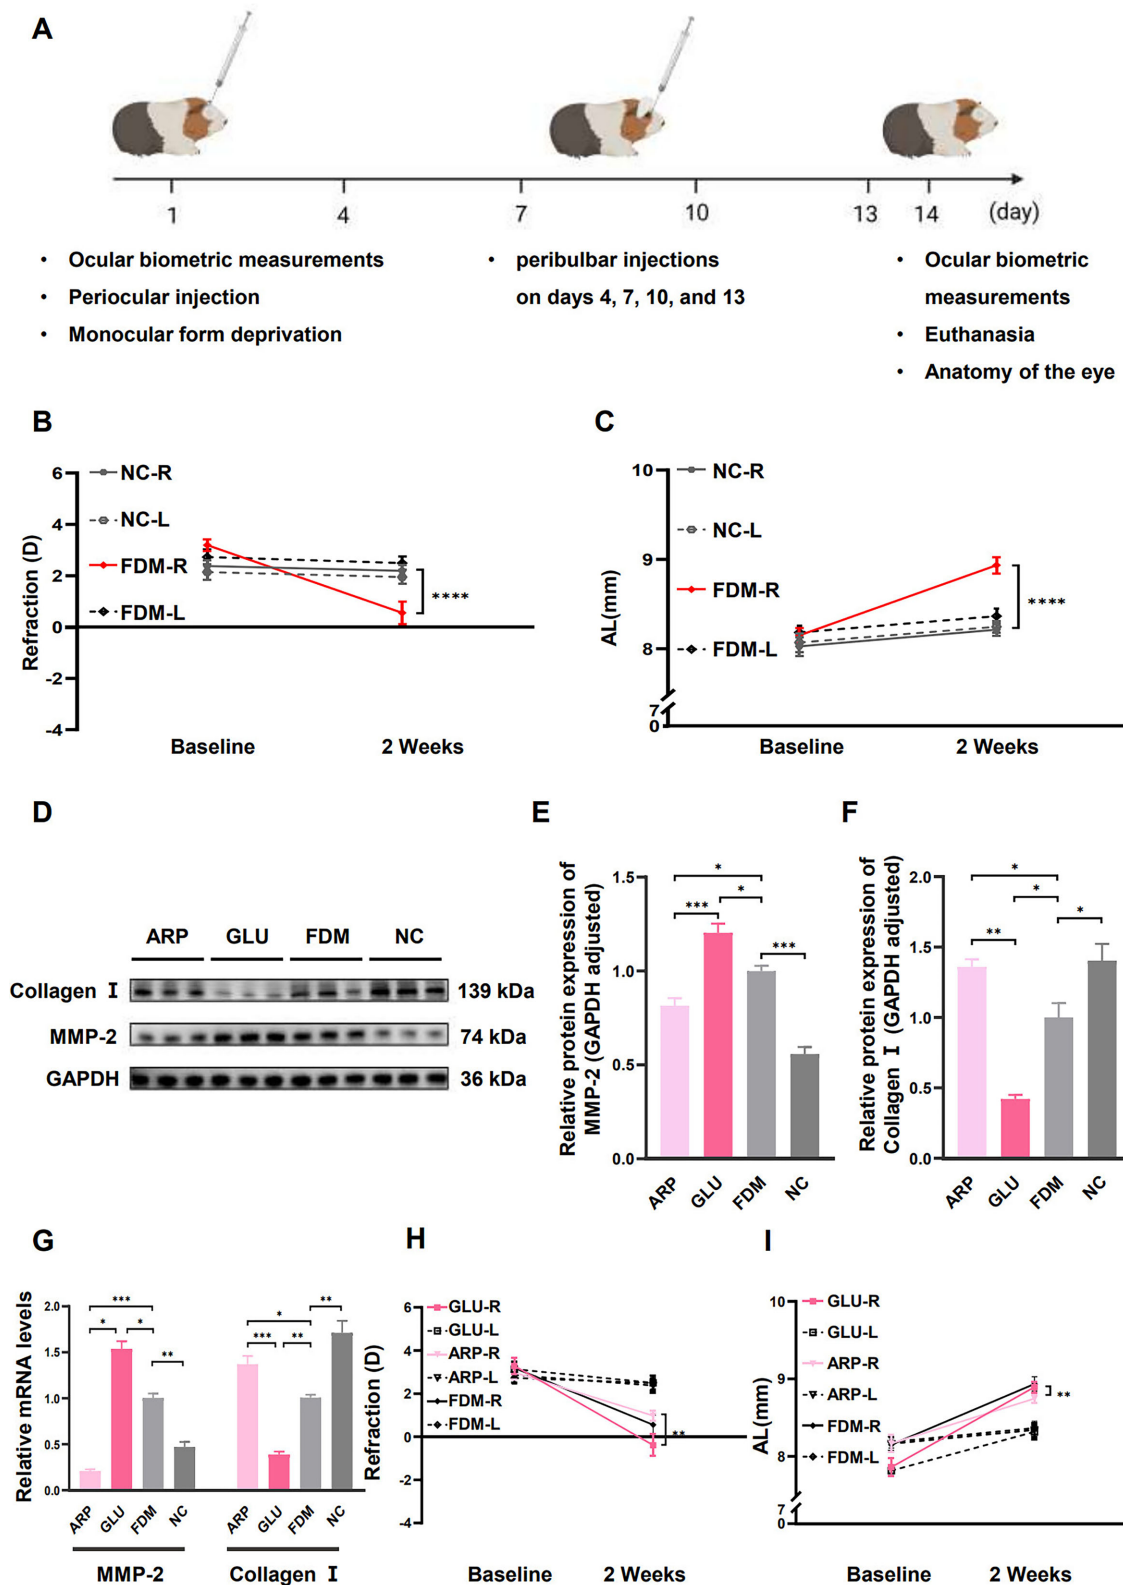 A
1
4
7
10
13
14
(day)
• Ocular biometric measurements
• Periocular injection
• Monocular form deprivation
• peribulbar injections
on days 4, 7, 10, and 13
• Ocular biometric
measurements
• Euthanasia
• Anatomy of the eye
B
Refraction (D)
6
4
2
0
-2
-4
NC-R
NC-L
FDM-R
FDM-L
****
Baseline
2 Weeks
C
AL(mm)
10
9
8
7
0
NC-R
NC-L
FDM-R
FDM-L
****
Baseline
2 Weeks
D
ARP GLU FDM NC
Collagen I 139 kDa
MMP-2 74 kDa
GAPDH 36 kDa
E
Relative protein expression of
MMP-2 (GAPDH adjusted)
1.5
1.0
0.5
0.0
*
*
***
***
ARP
GLU
FDM
NC
F
Relative protein expression of
Collagen I (GAPDH adjusted)
2.0
1.5
1.0
0.5
0.0
*
*
*
**
ARP
GLU
FDM
NC
G
Relative mRNA levels
2.0
1.5
1.0
0.5
0.0
***
*
*
**
*
**
***
**
ARP
GLU
FDM
NC
ARP
GLU
FDM
NC
MMP-2
Collagen I
H
Refraction (D)
6
4
2
0
-2
-4
GLU-R
GLU-L
ARP-R
ARP-L
FDM-R
FDM-L
**
Baseline
2 Weeks
I
AL(mm)
10
9
8
7
0
GLU-R
GLU-L
ARP-R
ARP-L
FDM-R
FDM-L
**
Baseline
2 Weeks